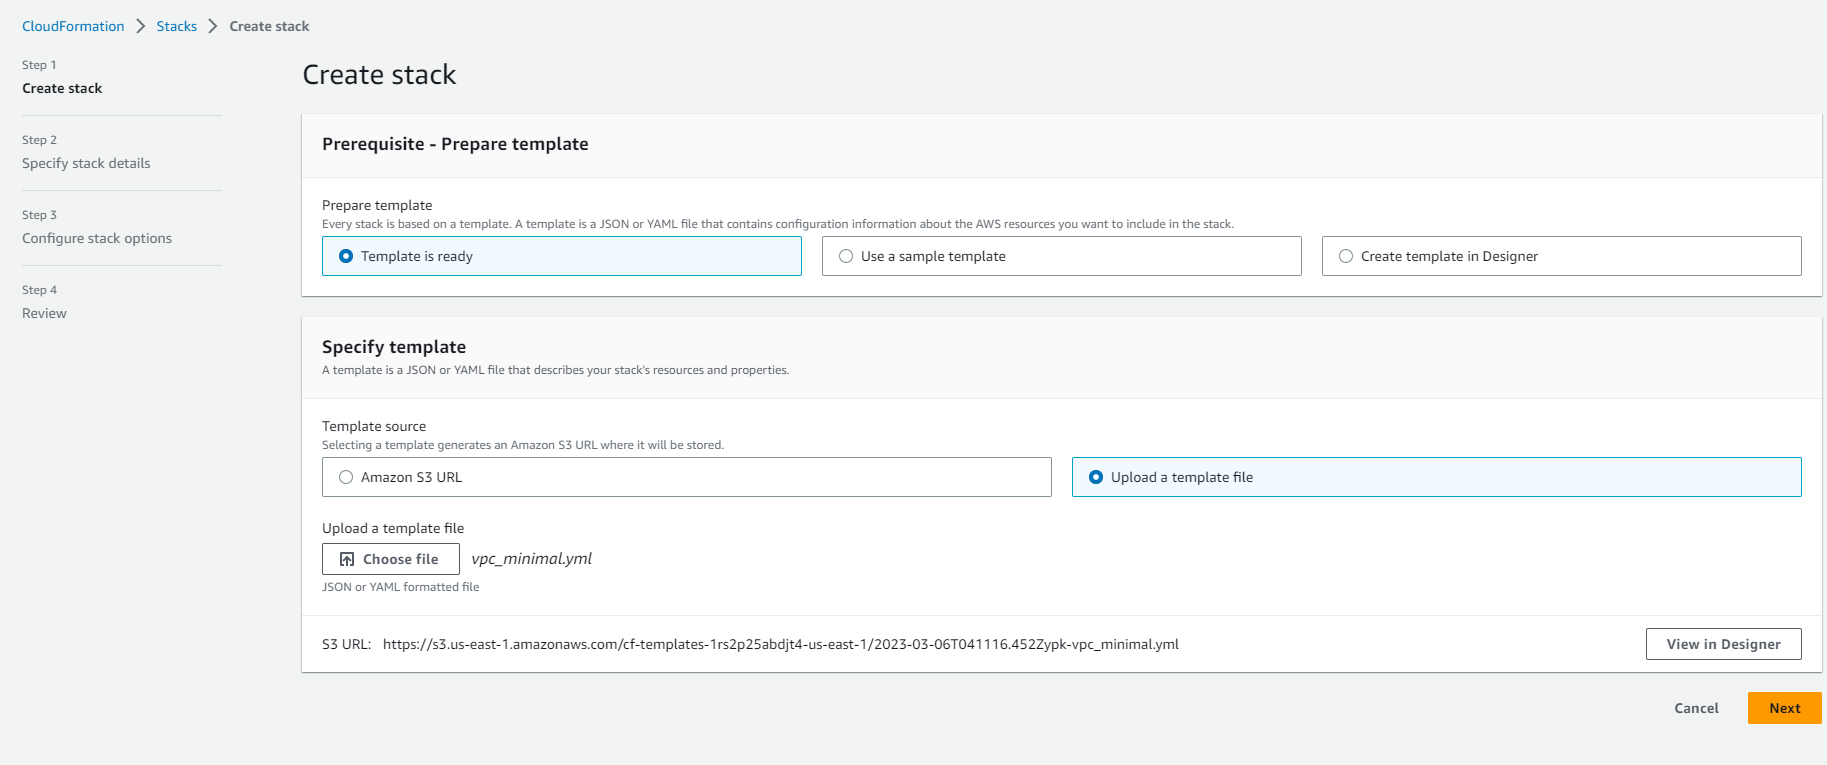 CloudFormation > Stacks > Create stack
Step 1
Create stack
Step 2
Specify stack details
Step 3
Configure stack options
Step 4
Review
Create stack
Prerequisite - Prepare template
Prepare template
Every stack is based on a template. A template is a JSON or YAML file that contains configuration information about the AWS resources you want to include in the stack.
Template is ready
Use a sample template
Create template in Designer
Specify template
A template is a JSON or YAML file that describes your stack's resources and properties.
Template source
Selecting a template generates an Amazon S3 URL where it will be stored.
Amazon S3 URL
Upload a template file
Upload a template file
Choose file vpc_minimal.yml
JSON or YAML formatted file
S3 URL: https://s3.us-east-1.amazonaws.com/cf-templates-1rs2p25abdjt4-us-east-1/2023-03-06T041116.452Zypk-vpc_minimal.yml
View in Designer
Cancel
Next